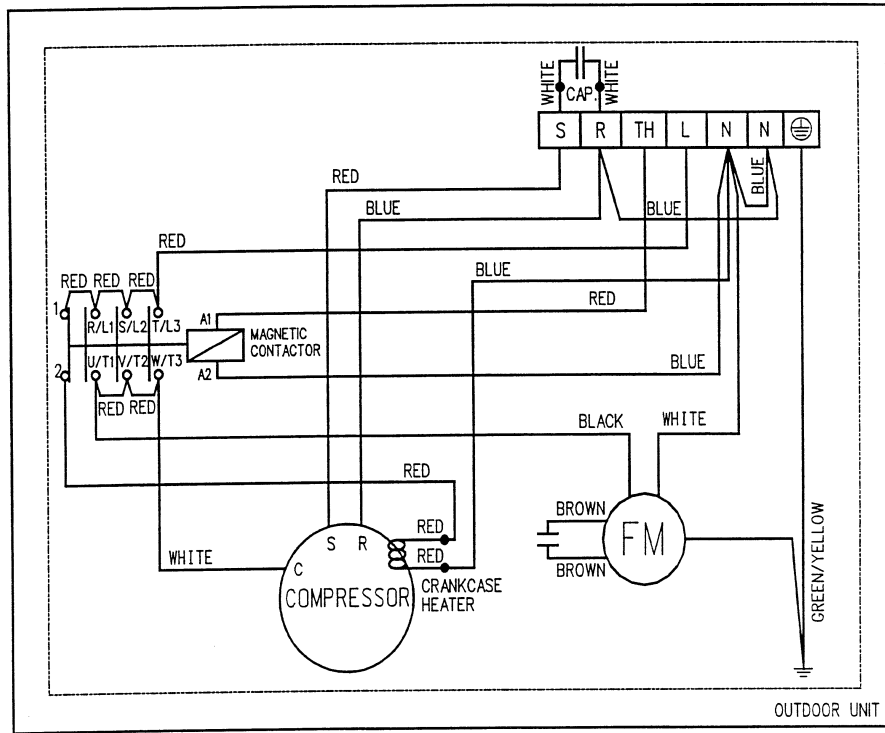 WHITE
WHITE
CAP.
S R TH L N N
RED
BLUE
BLUE
BLUE
RED
BLUE
RED
RED RED RED
1
R/L1 S/L2 T/L3
A1
MAGNETIC
CONTACTOR
2
U/T1 V/T2 W/T3
A2
BLUE
RED RED
BLACK
WHITE
RED
BROWN
RED
S R
FM
WHITE
C
RED
BROWN
COMPRESSOR
CRANKCASE
HEATER
GREEN/YELLOW
OUTDOOR UNIT